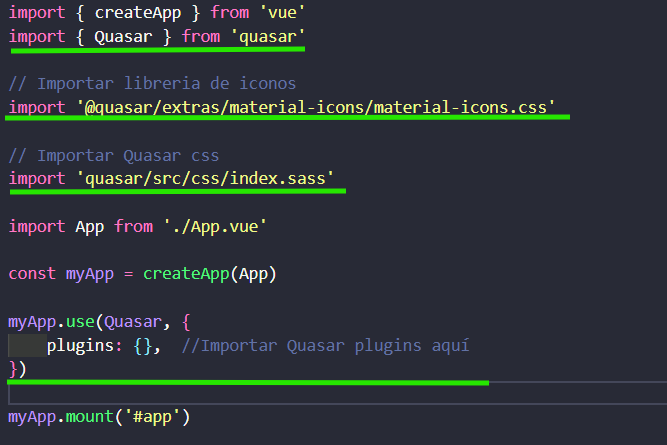 import { createApp } from 'vue'
import { Quasar } from 'quasar'
// Importar libreria de iconos
import '@quasar/extras/material-icons/material-icons.css'
// Importar Quasar css
import 'quasar/src/css/index.sass'
import App from './App.vue'
const myApp = createApp(App)
myApp.use(Quasar, {
plugins: {},  //Importar Quasar plugins aquí
})
myApp.mount('#app')